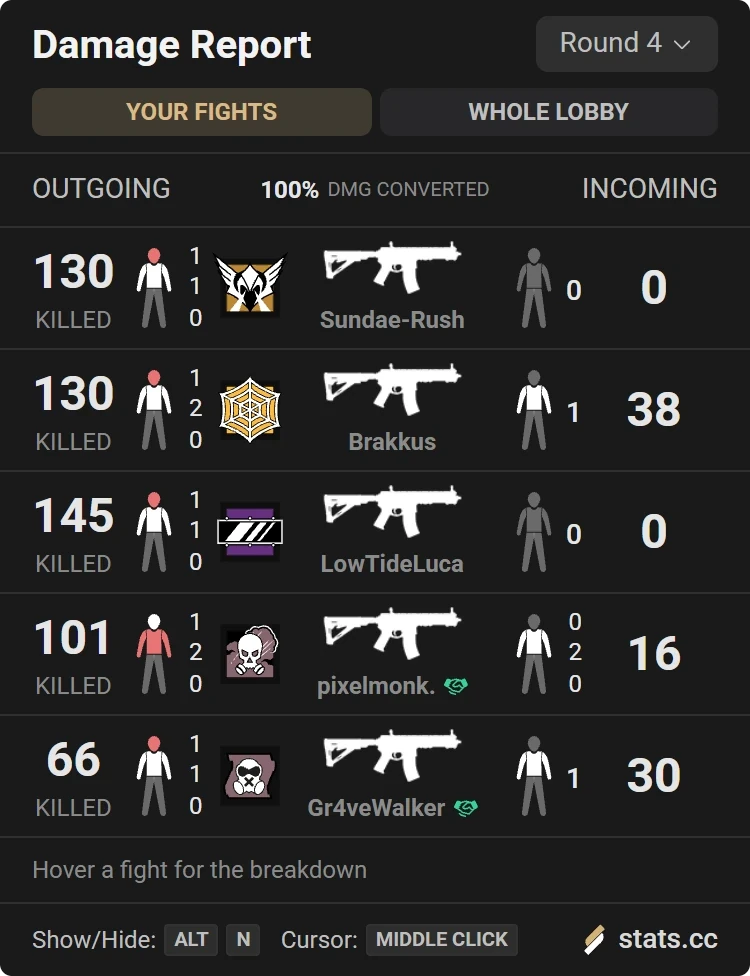 Damage Report
Round 4
YOUR FIGHTS
WHOLE LOBBY
OUTGOING
100% DMG CONVERTED
INCOMING
130
KILLED
1
1
0
Sundae-Rush
0
0
130
KILLED
1
2
0
Brakkus
1
38
145
KILLED
1
1
0
LowTideLuca
0
0
101
KILLED
1
2
0
pixelmonk.
0
2
0
16
66
KILLED
1
1
0
Gr4veWalker
1
30
Hover a fight for the breakdown
Show/Hide: ALT N Cursor: MIDDLE CLICK
stats.cc